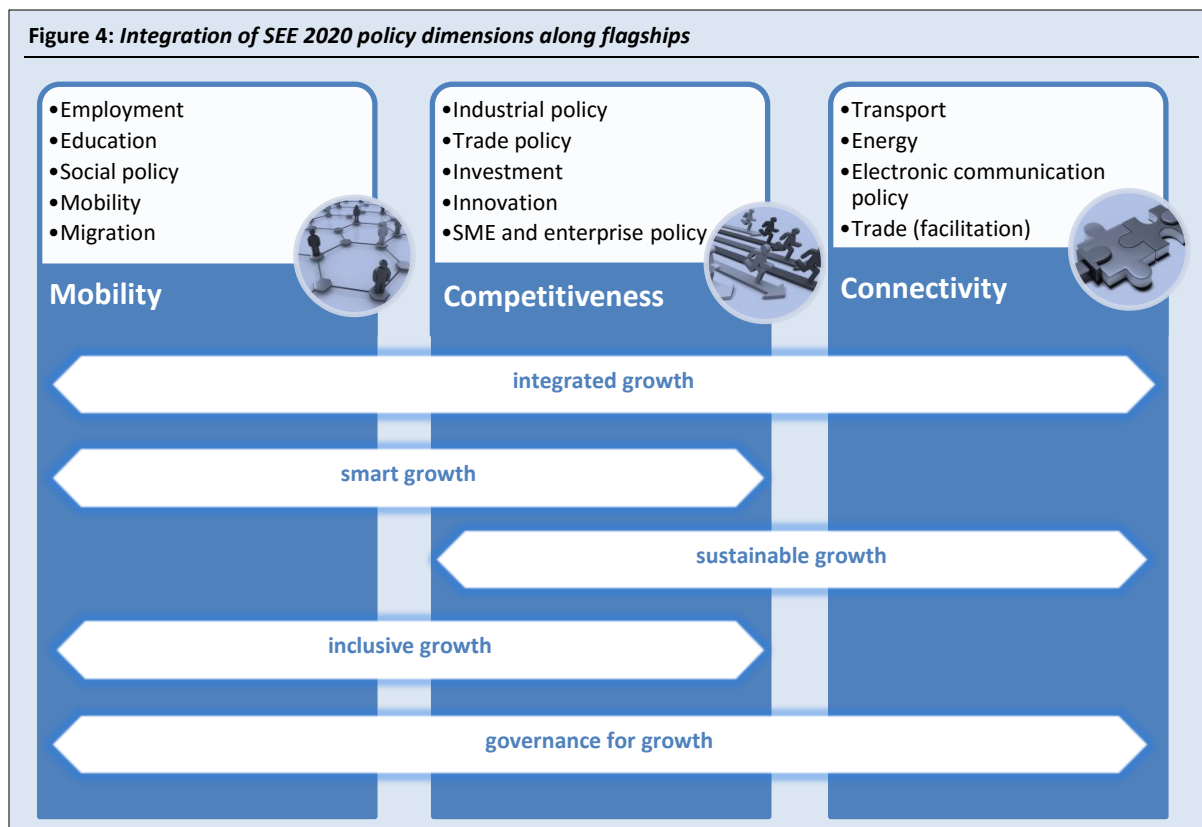 Figure 4: Integration of SEE 2020 policy dimensions along flagships
•Employment
•Education
•Social policy
•Mobility
•Migration
Mobility
•Industrial policy
•Trade policy
•Investment
•Innovation
•SME and enterprise policy
Competitiveness
•Transport
•Energy
•Electronic communication
policy
•Trade (facilitation)
Connectivity
integrated growth
smart growth
sustainable growth
inclusive growth
governance for growth